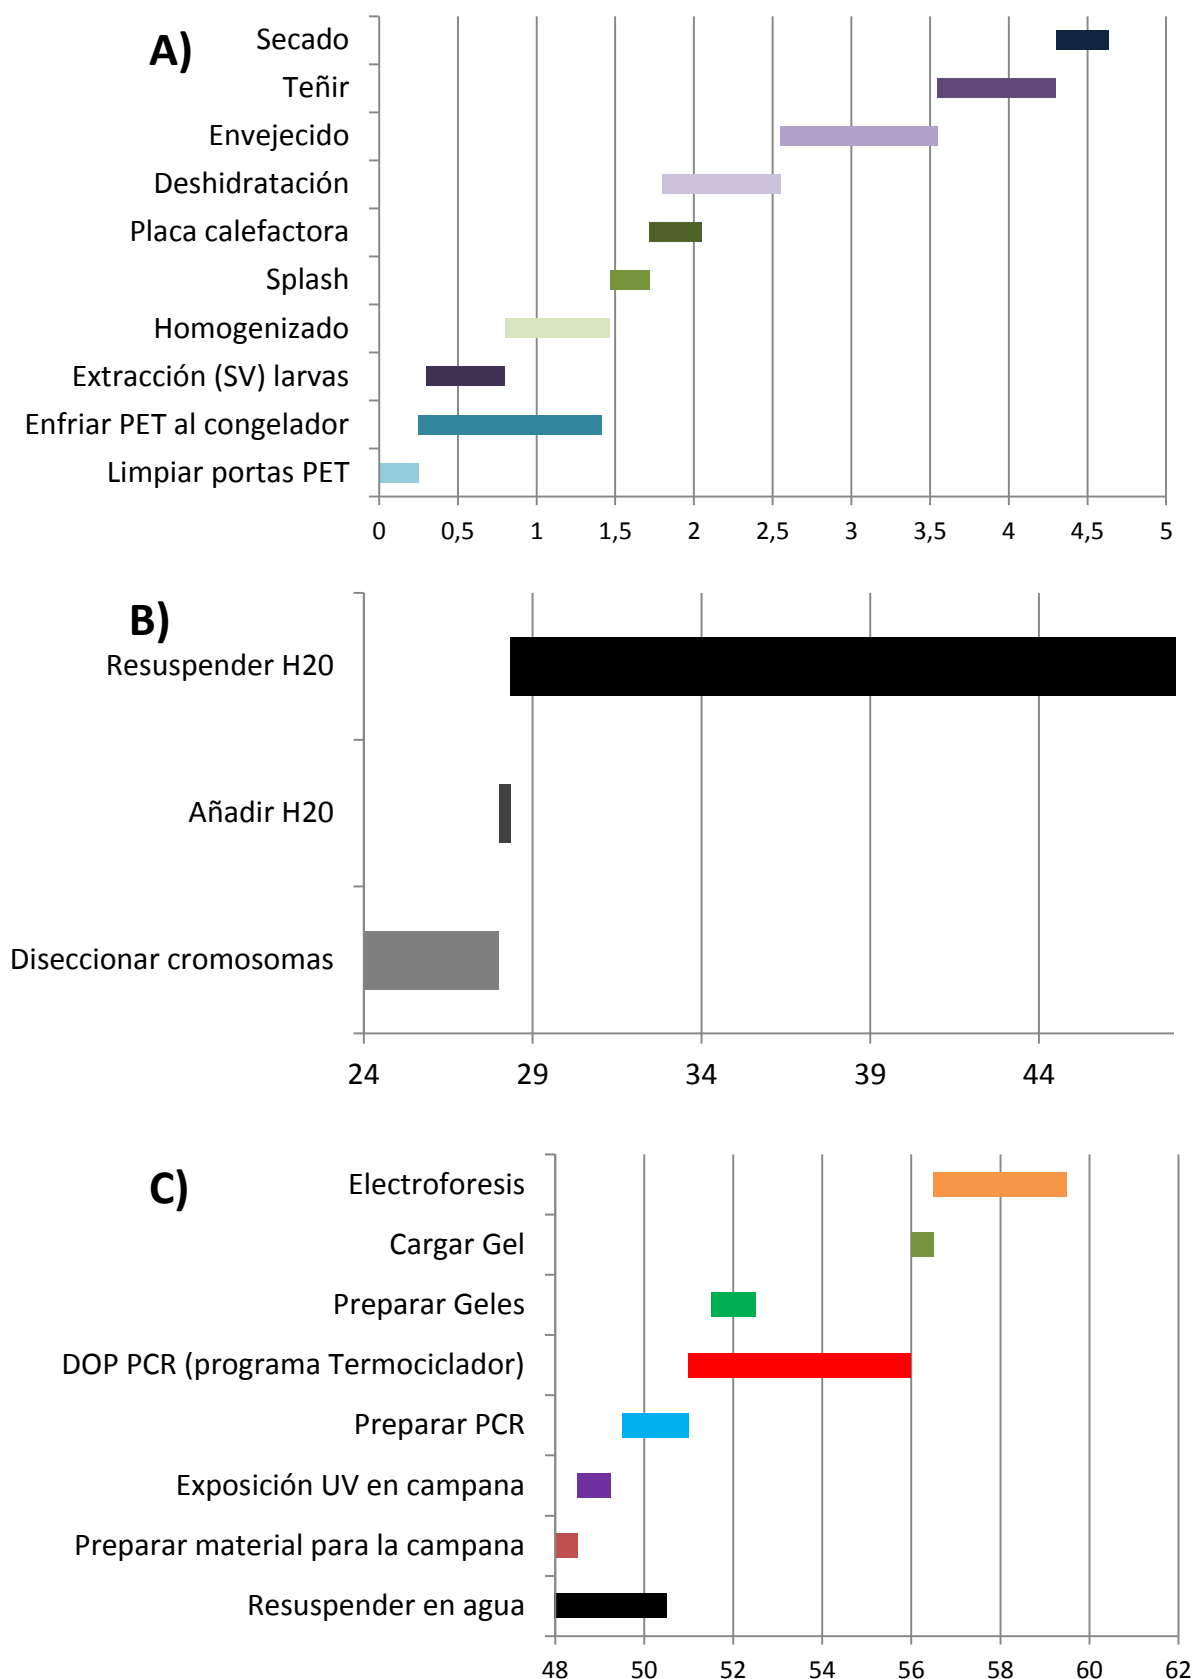 A)
Secado
Teñir
Envejecido
Deshidratación
Placa calefactora
Splash
Homogenizado
Extracción (SV) larvas
Enfriar PET al congelador
Limpiar portas PET
0 0,5 1 1,5 2 2,5 3 3,5 4 4,5 5
B)
Resuspender H20
Añadir H20
Diseccionar cromosomas
24 29 34 39 44
C)
Electroforesis
Cargar Gel
Preparar Geles
DOP PCR (programa Termociclador)
Preparar PCR
Exposición UV en campana
Preparar material para la campana
Resuspender en agua
48 50 52 54 56 58 60 62